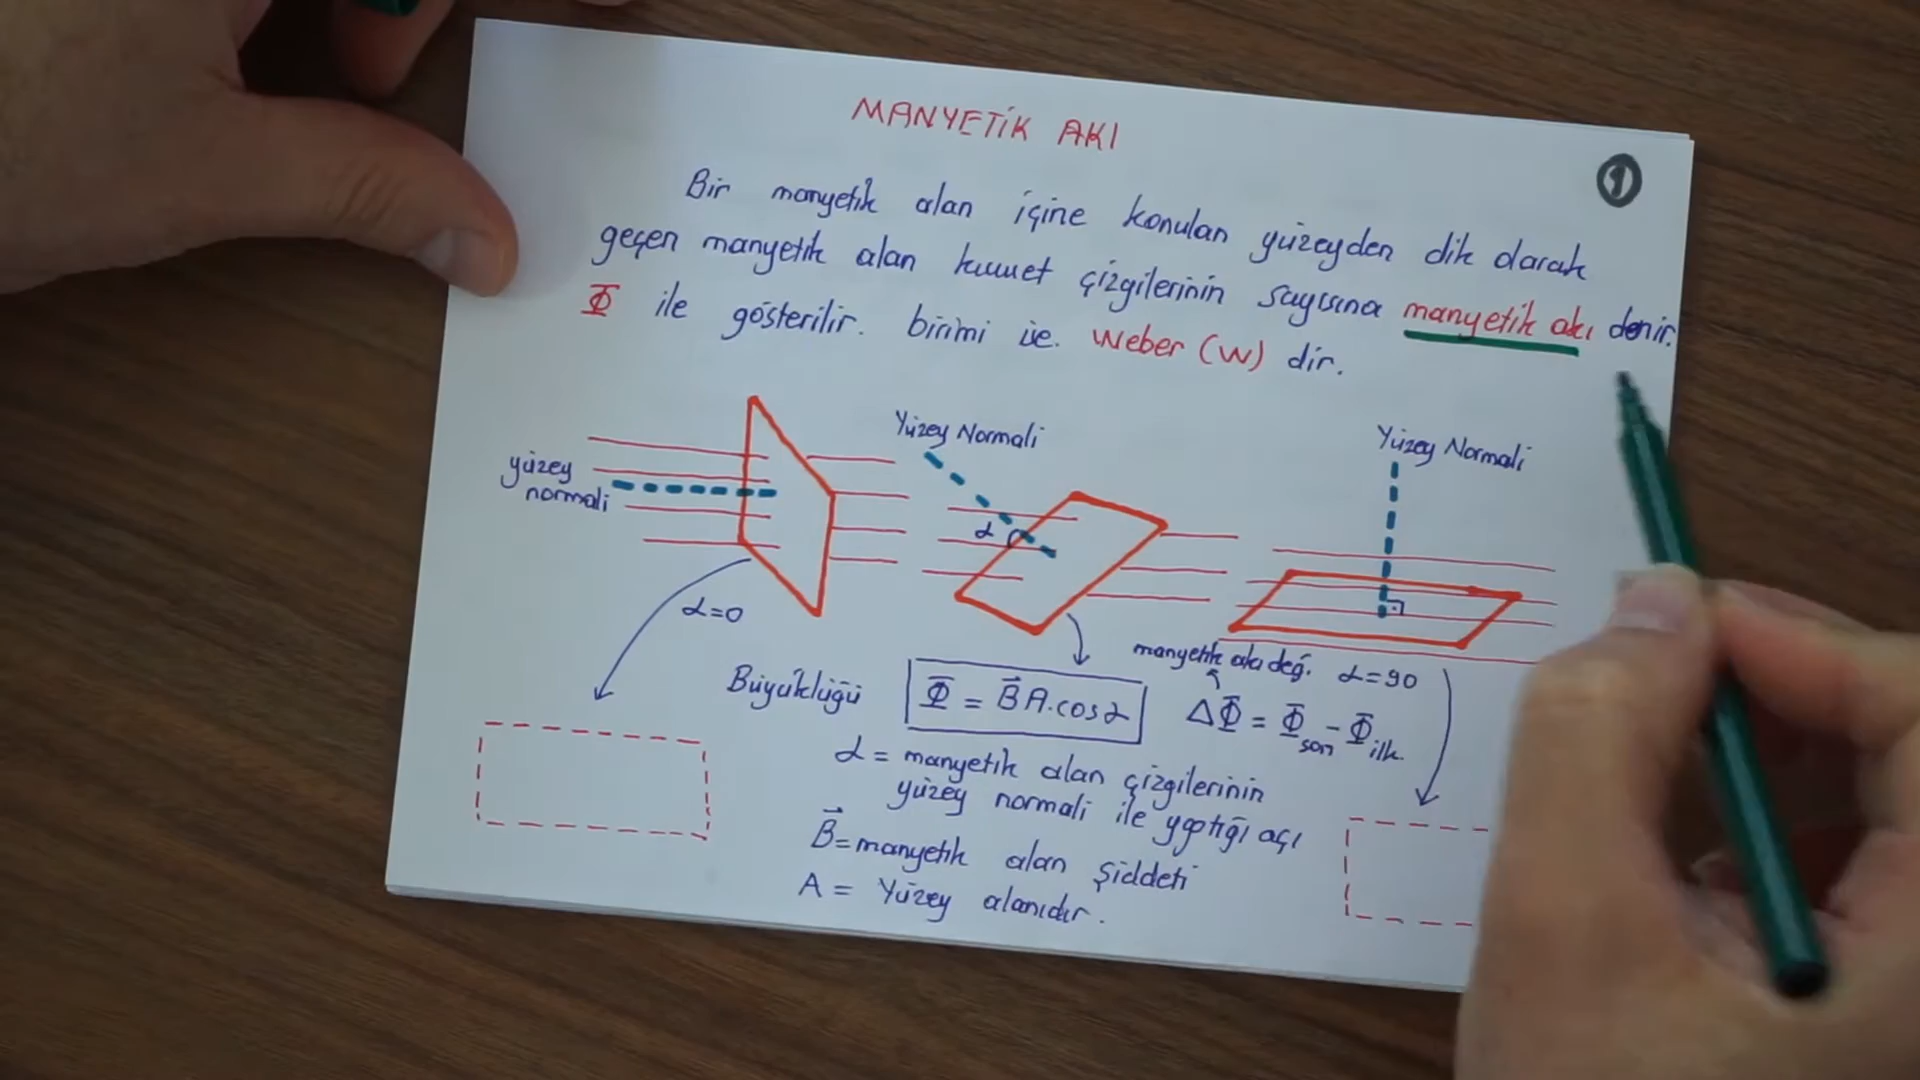 MANYETİK AKI
1
Bir manyetik alan içine konulan yüzeyden dik olarak
geçen manyetik alan kuvvet çizgilerinin sayısına manyetik akı denir.
Φ ile gösterilir. birimi ise. Weber (W) dir.
yüzey
normali
Yüzey Normali
Yüzey Normali
α
α=0
manyetik akı değ.
α=90
Büyüklüğü
Φ = B⃗A.cosα
ΔΦ = Φson - Φilk.
α = manyetik alan çizgilerinin
yüzey normali ile yaptığı açı
B⃗=manyetik alan şiddeti
A = Yüzey alanıdır.